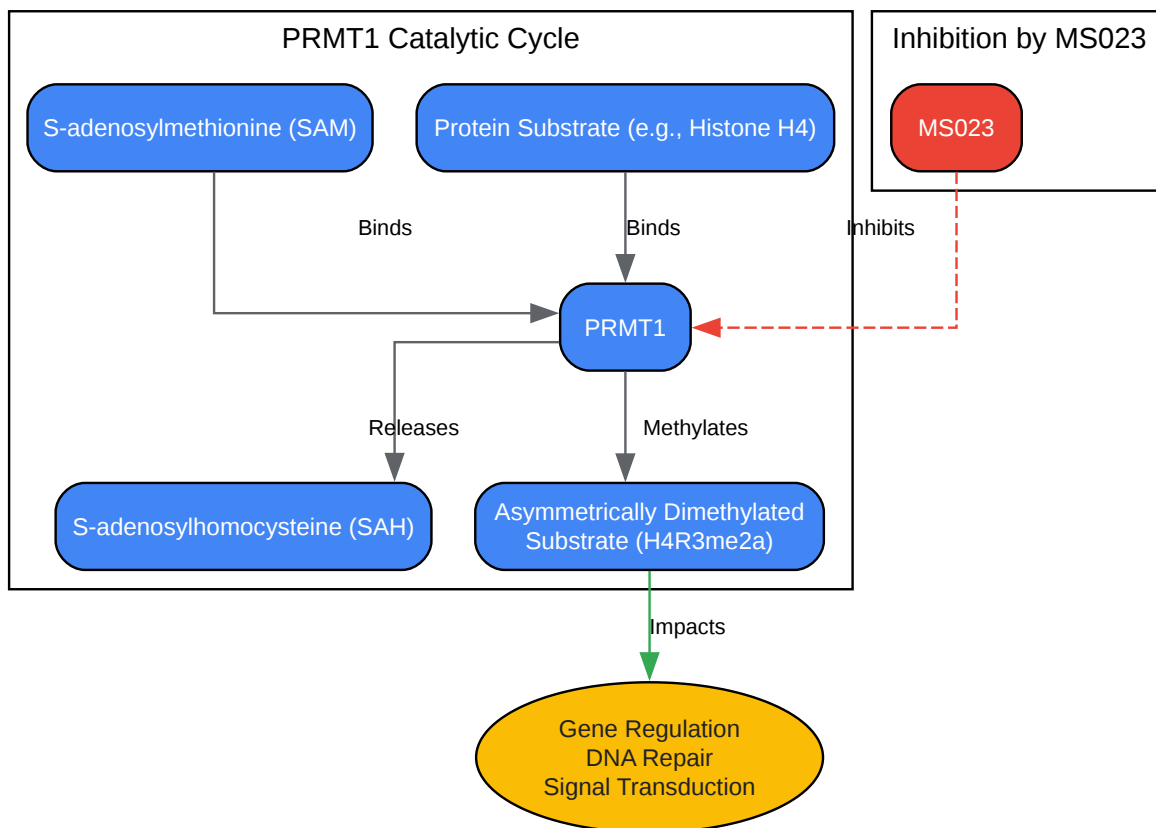 PRMT1 Catalytic Cycle
Inhibition by MS023
S-adenosylmethionine (SAM)
Protein Substrate (e.g., Histone H4)
MS023
Binds
Binds
Inhibits
PRMT1
Releases
Methylates
S-adenosylhomocysteine (SAH)
Asymmetrically Dimethylated
Substrate (H4R3me2a)
Impacts
Gene Regulation
DNA Repair
Signal Transduction